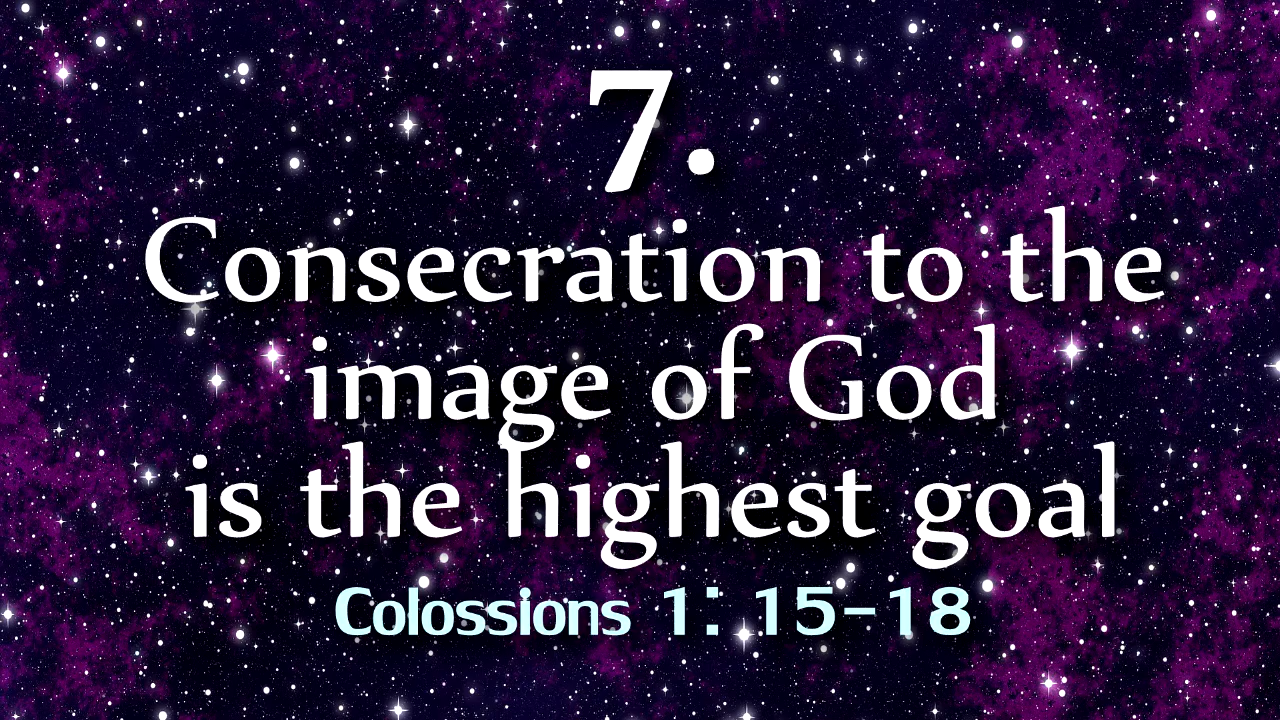 7.
Consecration to the
image of God
is the highest goal
Colossions 1: 15-18